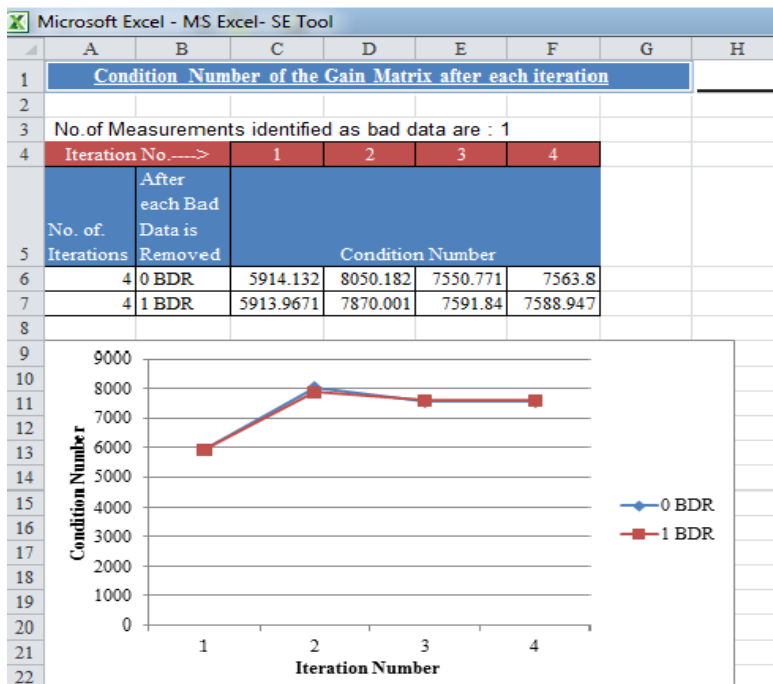 Microsoft Excel - MS Excel- SE Tool
A B C D E F G H
1 Condition Number of the Gain Matrix after each iteration
2
3 No.of Measurements identified as bad data are : 1
4 Iteration No.----> 1 2 3 4
After
each Bad
No. of. Data is
5 Iterations Removed Condition Number
6 4 0 BDR 5914.132 8050.182 7550.771 7563.8
7 4 1 BDR 5913.9671 7870.001 7591.84 7588.947
8
9
10
11
12
13
14
15
16
17
18
19
20
21
22
9000
8000
7000
6000
5000
4000
3000
2000
1000
0
Condition Number
1 2 3 4
Iteration Number
0 BDR
1 BDR